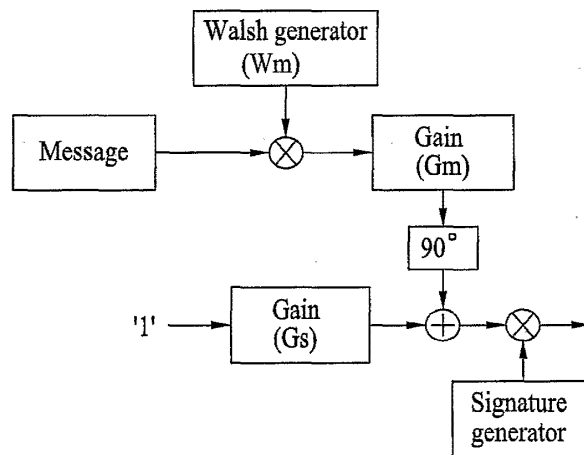 Walsh generator
(Wm)
Message
Gain
(Gm)
90°
'1'
Gain
(Gs)
Signature
generator